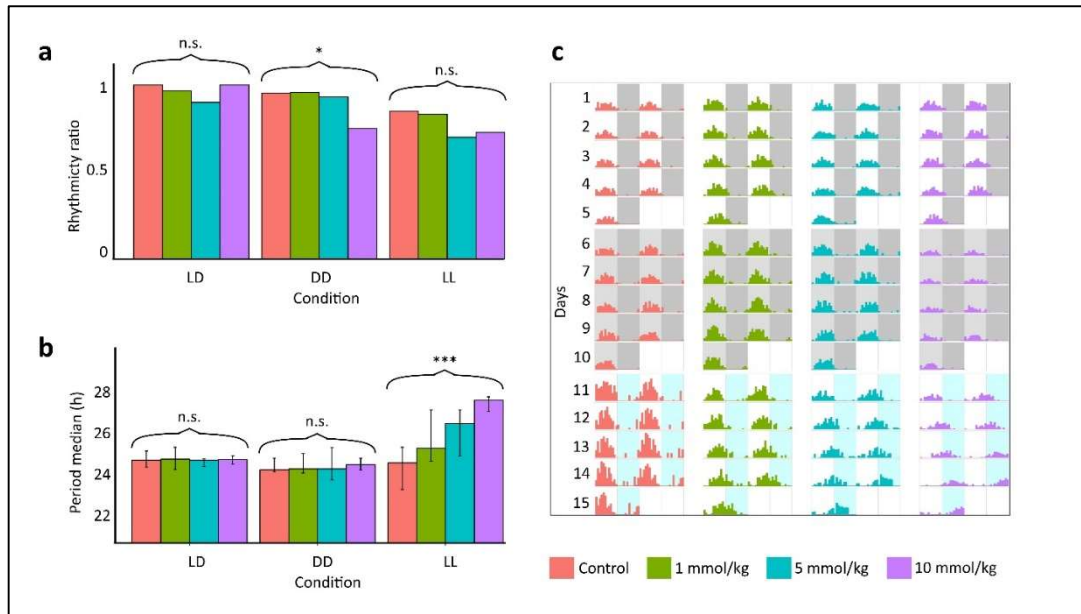 a
n.s.
*
n.s.
Rhythmicty ratio
1
0.5
0
LD
DD
LL
Condition
b
n.s.
n.s.
***
Period median (h)
28
26
24
22
LD
DD
LL
Condition
c
Days
1
2
3
4
5
6
7
8
9
10
11
12
13
14
15
Control
1 mmol/kg
5 mmol/kg
10 mmol/kg